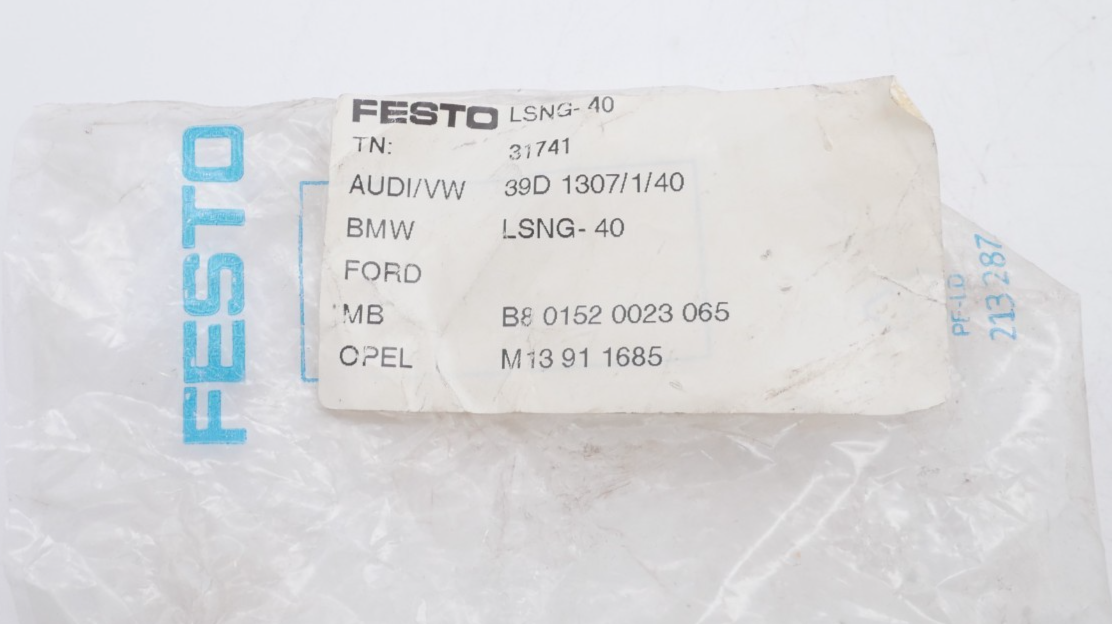 FESTO
FESTO LSNG- 40
TN: 31741
AUDI/VW 39D 1307/1/40
BMW LSNG- 40
FORD
MB B8 0152 0023 065
OPEL M13 91 1685
PE-LD
213 287